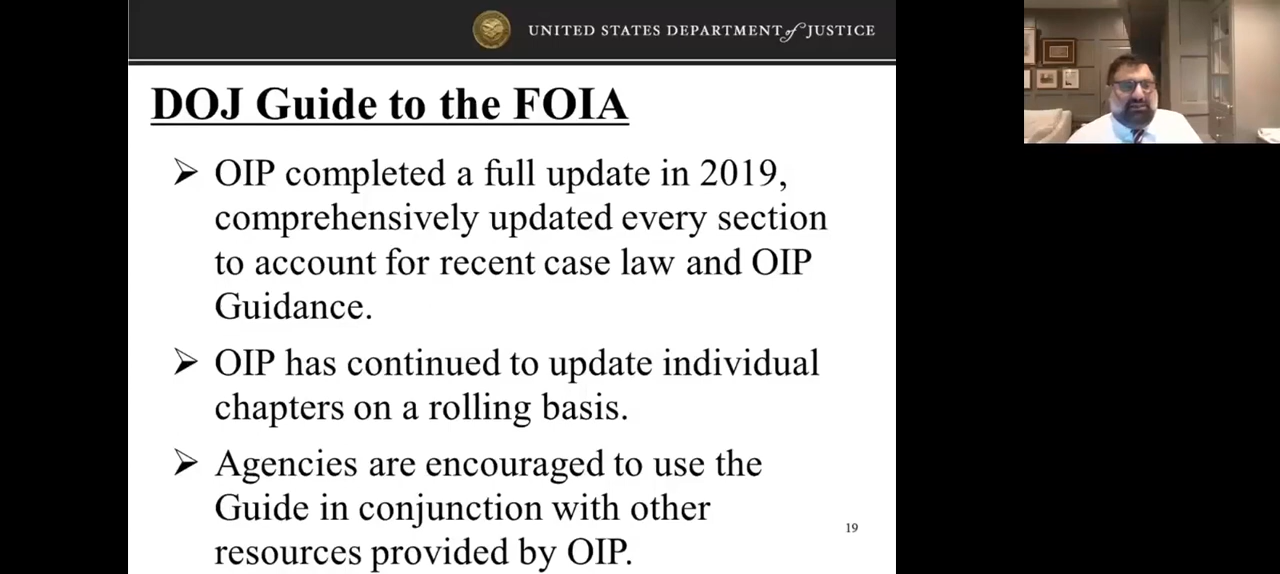 UNITED STATES DEPARTMENT of JUSTICE
DOJ Guide to the FOIA
➢ OIP completed a full update in 2019,
comprehensively updated every section
to account for recent case law and OIP
Guidance.
➢ OIP has continued to update individual
chapters on a rolling basis.
➢ Agencies are encouraged to use the
Guide in conjunction with other
resources provided by OIP.
19